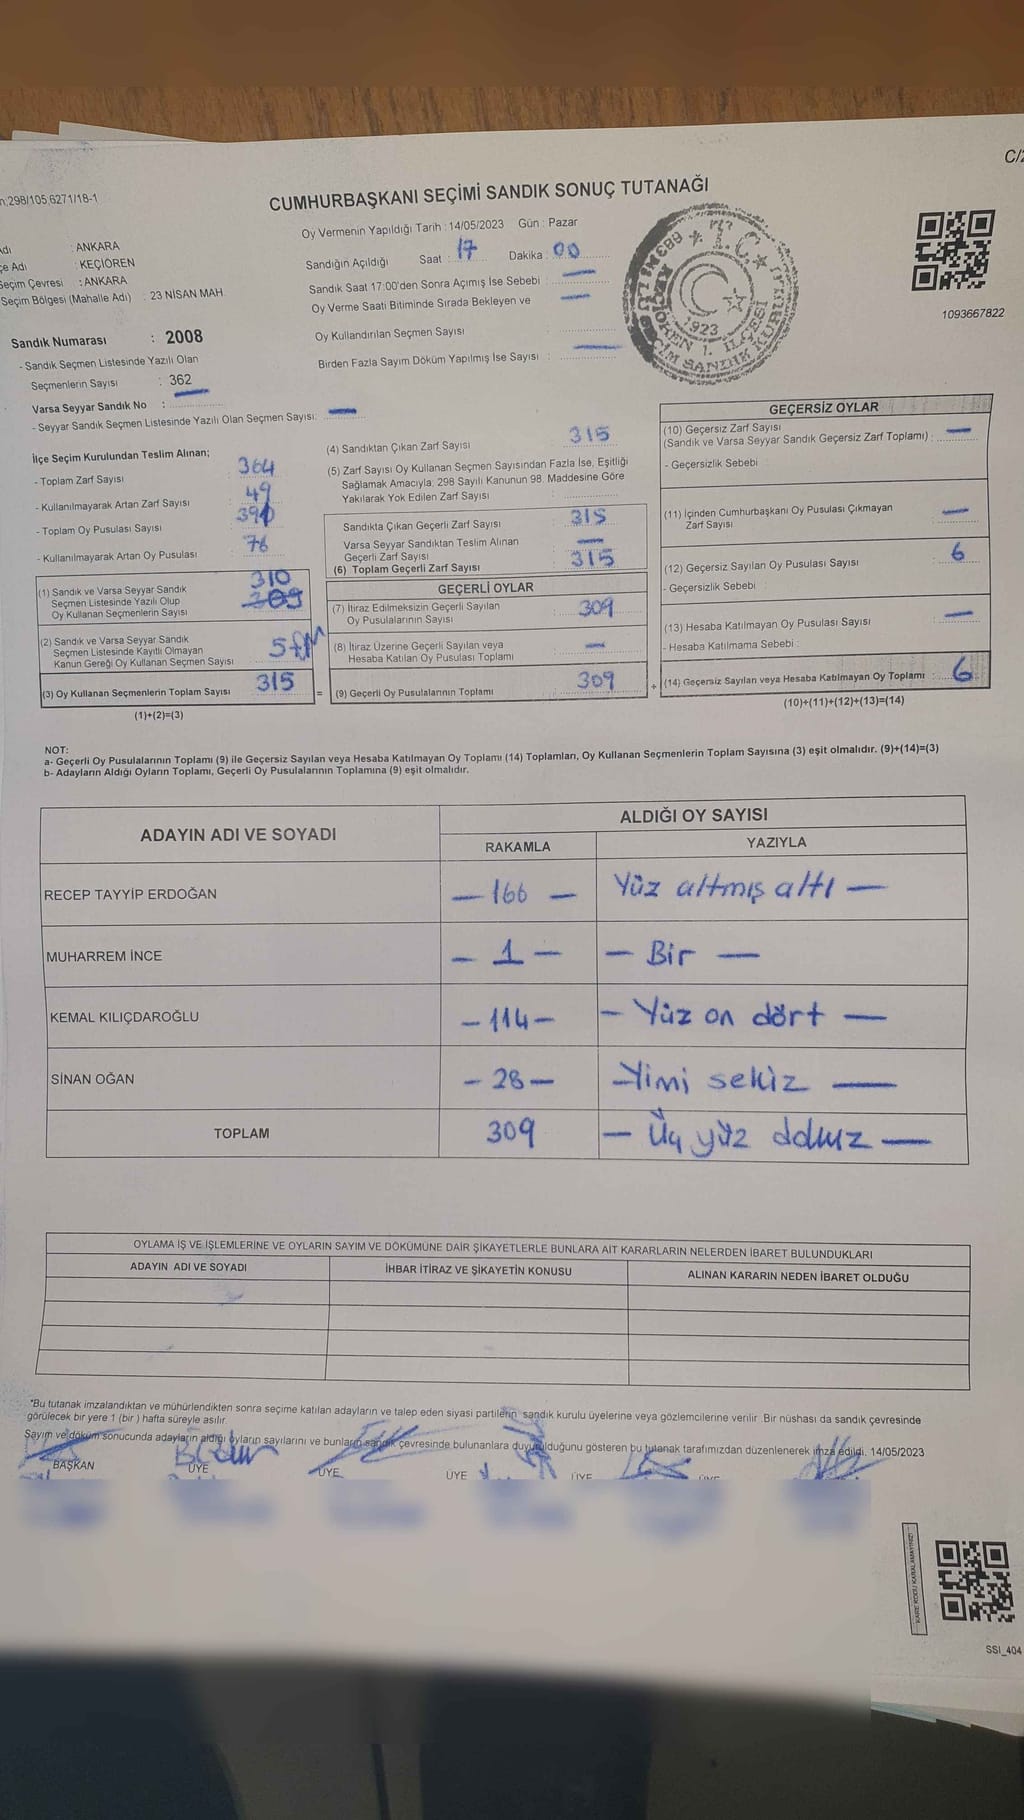 C/2
n:298/105,6271/18-1
CUMHURBAŞKANI SEÇİMİ SANDIK SONUÇ TUTANAĞI
Oy Vermenin Yapıldığı Tarih : 14/05/2023 Gün : Pazar
adı : ANKARA
çe Adı : KEÇİÖREN
Seçim Çevresi : ANKARA
Seçim Bölgesi (Mahalle Adı) : 23 NİSAN MAH.
Sandığın Açıldığı Saat : 17 Dakika : 00
Sandık Saat 17:00'den Sonra Açımış İse Sebebi : —
Oy Verme Saati Bitiminde Sırada Bekleyen ve —
Oy Kullandırılan Seçmen Sayısı
Birden Fazla Sayım Döküm Yapılmış İse Sayısı : —
T.C.
1923
1093667822
Sandık Numarası : 2008
- Sandık Seçmen Listesinde Yazılı Olan
Seçmenlerin Sayısı : 362
Varsa Seyyar Sandık No : —
- Seyyar Sandık Seçmen Listesinde Yazılı Olan Seçmen Sayısı: —
İlçe Seçim Kurulundan Teslim Alınan;
- Toplam Zarf Sayısı : 364
- Kullanılmayarak Artan Zarf Sayısı : 49
- Toplam Oy Pusulası Sayısı :
- Kullanılmayarak Artan Oy Pusulası : 76
(1) Sandık ve Varsa Seyyar Sandık
Seçmen Listesinde Yazılı Olup
Oy Kullanan Seçmenlerin Sayısı
310
309
(2) Sandık ve Varsa Seyyar Sandık
Seçmen Listesinde Kayıtlı Olmayan
Kanun Gereği Oy Kullanan Seçmen Sayısı
5
(3) Oy Kullanan Seçmenlerin Toplam Sayısı 315
(1)+(2)=(3)
(4) Sandıktan Çıkan Zarf Sayısı : 315
(5) Zarf Sayısı Oy Kullanan Seçmen Sayısından Fazla İse, Eşitliği
Sağlamak Amacıyla; 298 Sayılı Kanunun 98. Maddesine Göre
Yakılarak Yok Edilen Zarf Sayısı
Sandıkta Çıkan Geçerli Zarf Sayısı : 315
Varsa Seyyar Sandıktan Teslim Alınan
Geçerli Zarf Sayısı —
(6) Toplam Geçerli Zarf Sayısı : 315
GEÇERLİ OYLAR
(7) İtiraz Edilmeksizin Geçerli Sayılan
Oy Pusulalarının Sayısı
309
(8) İtiraz Üzerine Geçerli Sayılan veya
Hesaba Katılan Oy Pusulası Toplamı
—
= (9) Geçerli Oy Pusulalarının Toplamı : 309
GEÇERSİZ OYLAR
(10) Geçersiz Zarf Sayısı
(Sandık ve Varsa Seyyar Sandık Geçersiz Zarf Toplamı) : —
- Geçersizlik Sebebi :
(11) İçinden Cumhurbaşkanı Oy Pusulası Çıkmayan
Zarf Sayısı
—
(12) Geçersiz Sayılan Oy Pusulası Sayısı : 6
- Geçersizlik Sebebi :
(13) Hesaba Katılmayan Oy Pusulası Sayısı : —
- Hesaba Katılmama Sebebi :
+ (14) Geçersiz Sayılan veya Hesaba Katılmayan Oy Toplamı : 6
(10)+(11)+(12)+(13)=(14)
NOT:
a- Geçerli Oy Pusulalarının Toplamı (9) ile Geçersiz Sayılan veya Hesaba Katılmayan Oy Toplamı (14) Toplamları, Oy Kullanan Seçmenlerin Toplam Sayısına (3) eşit olmalıdır. (9)+(14)=(3)
b- Adayların Aldığı Oyların Toplamı, Geçerli Oy Pusulalarının Toplamına (9) eşit olmalıdır.
ADAYIN ADI VE SOYADI
ALDIĞI OY SAYISI
RAKAMLA YAZIYLA
RECEP TAYYİP ERDOĞAN — 166 — Yüz altmış altı —
MUHARREM İNCE — 1 — — Bir —
KEMAL KILIÇDAROĞLU — 114 — — Yüz on dört —
SİNAN OĞAN — 28 — — Yimi sekiz —
TOPLAM 309 — Üç yüz dokuz —
OYLAMA İŞ VE İŞLEMLERİNE VE OYLARIN SAYIM VE DÖKÜMÜNE DAİR ŞİKAYETLERLE BUNLARA AİT KARARLARIN NELERDEN İBARET BULUNDUKLARI
ADAYIN ADI VE SOYADI İHBAR İTİRAZ VE ŞİKAYETİN KONUSU ALINAN KARARIN NEDEN İBARET OLDUĞU
"Bu tutanak imzalandıktan ve mühürlendikten sonra seçime katılan adayların ve talep eden siyasi partilerin sandık kurulu üyelerine veya gözlemcilerine verilir. Bir nüshası da sandık çevresinde
görülecek bir yere 1 (bir ) hafta süreyle asılır.
Sayım ve döküm sonucunda adayların aldığı oyların sayılarını ve bunların sandık çevresinde bulunanlara duyurulduğunu gösteren bu tutanak tarafımızdan düzenlenerek imza edildi, 14/05/2023
BAŞKAN ÜYE ÜYE ÜYE ÜYE ÜYE
KARE KODU KARALAMAYINIZ!
SSI_404